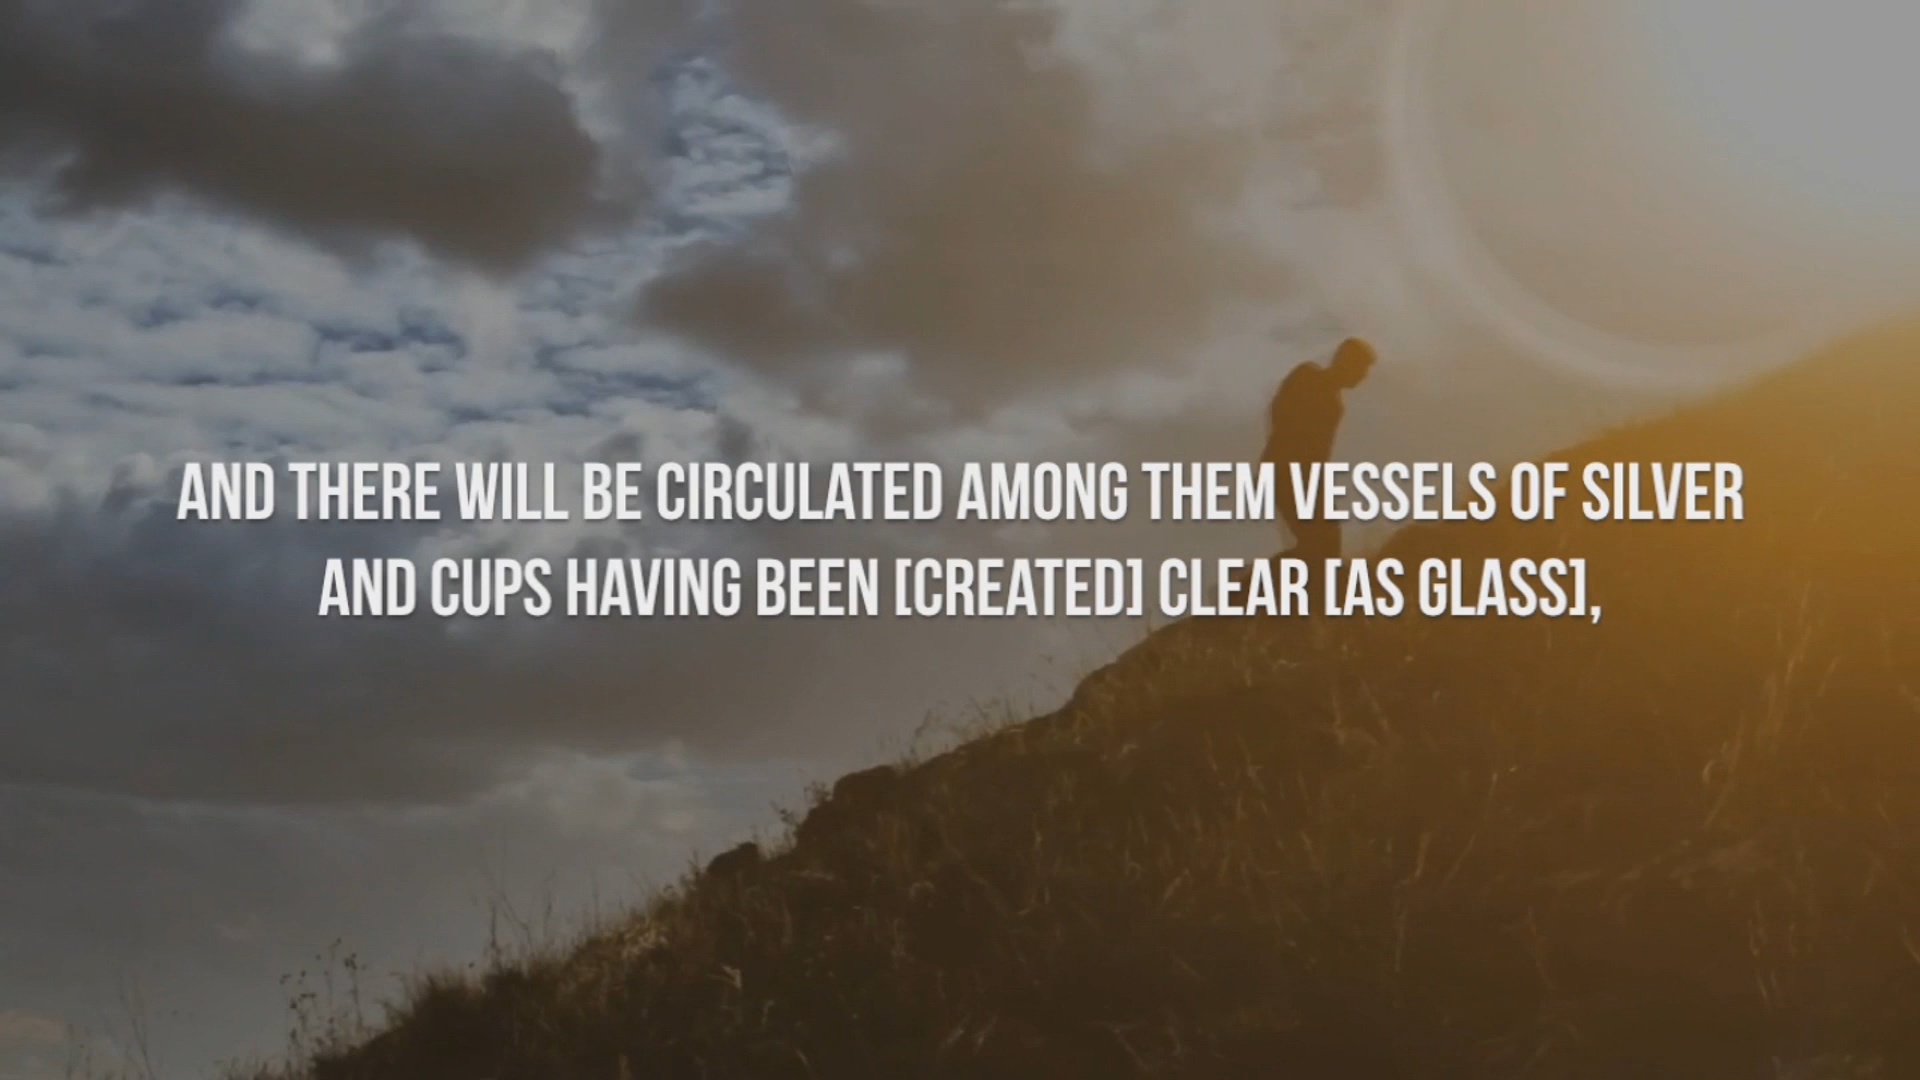 AND THERE WILL BE CIRCULATED AMONG THEM VESSELS OF SILVER
AND CUPS HAVING BEEN [CREATED] CLEAR [AS GLASS],